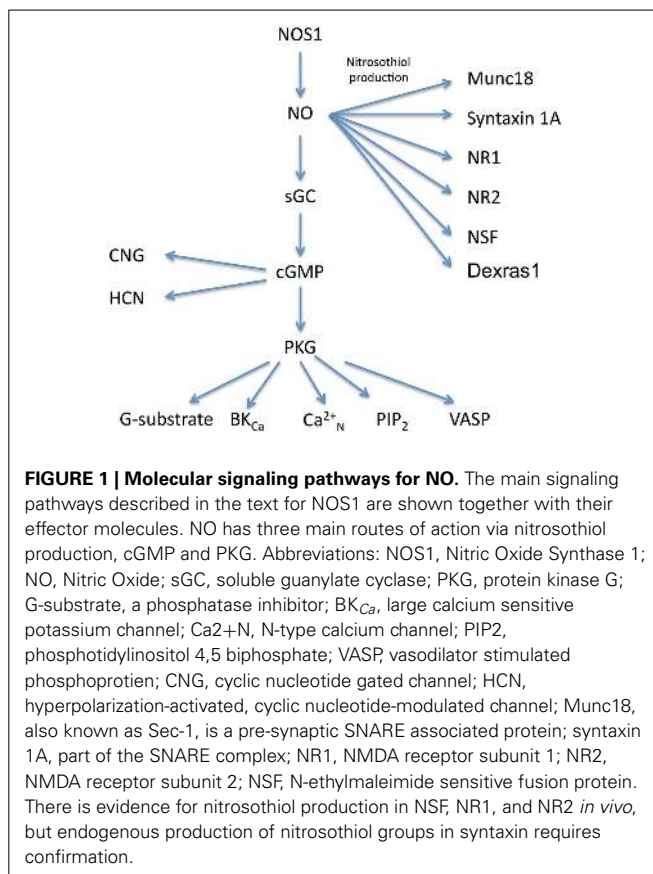 NOS1
Nitrosothiol
production
Munc18
NO
Syntaxin 1A
NR1
NR2
sGC
NSF
CNG
Dexras1
cGMP
HCN
PKG
G-substrate BKCa Ca2+N PIP2 VASP
FIGURE 1 | Molecular signaling pathways for NO. The main signaling
pathways described in the text for NOS1 are shown together with their
effector molecules. NO has three main routes of action via nitrosothiol
production, cGMP and PKG. Abbreviations: NOS1, Nitric Oxide Synthase 1;
NO, Nitric Oxide; sGC, soluble guanylate cyclase; PKG, protein kinase G;
G-substrate, a phosphatase inhibitor; BKCa, large calcium sensitive
potassium channel; Ca2+N, N-type calcium channel; PIP2,
phosphotidylinositol 4,5 biphosphate; VASP, vasodilator stimulated
phosphoprotien; CNG, cyclic nucleotide gated channel; HCN,
hyperpolarization-activated, cyclic nucleotide-modulated channel; Munc18,
also known as Sec-1, is a pre-synaptic SNARE associated protein; syntaxin
1A, part of the SNARE complex; NR1, NMDA receptor subunit 1; NR2,
NMDA receptor subunit 2; NSF, N-ethylmaleimide sensitive fusion protein.
There is evidence for nitrosothiol production in NSF, NR1, and NR2 in vivo,
but endogenous production of nitrosothiol groups in syntaxin requires
confirmation.